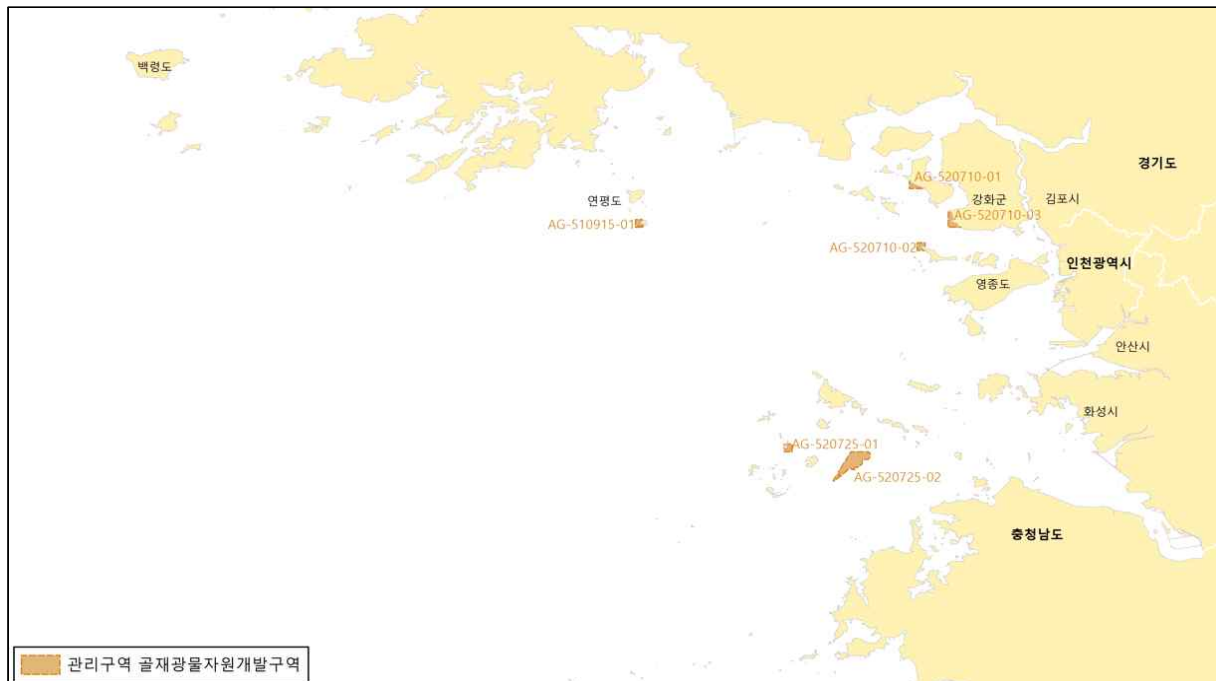 백령도
경기도
AG-520710-01
연평도
강화군
김포시
AG-520710-03
AG-510915-01
AG-520710-02
인천광역시
영종도
안산시
화성시
AG-520725-01
AG-520725-02
충청남도
관리구역 골재광물자원개발구역